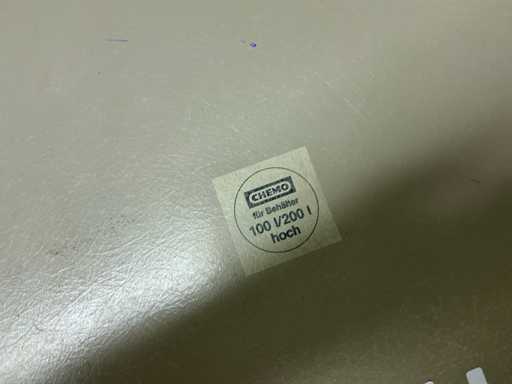 CHEMO
für Behälter
100 l/200 l
hoch